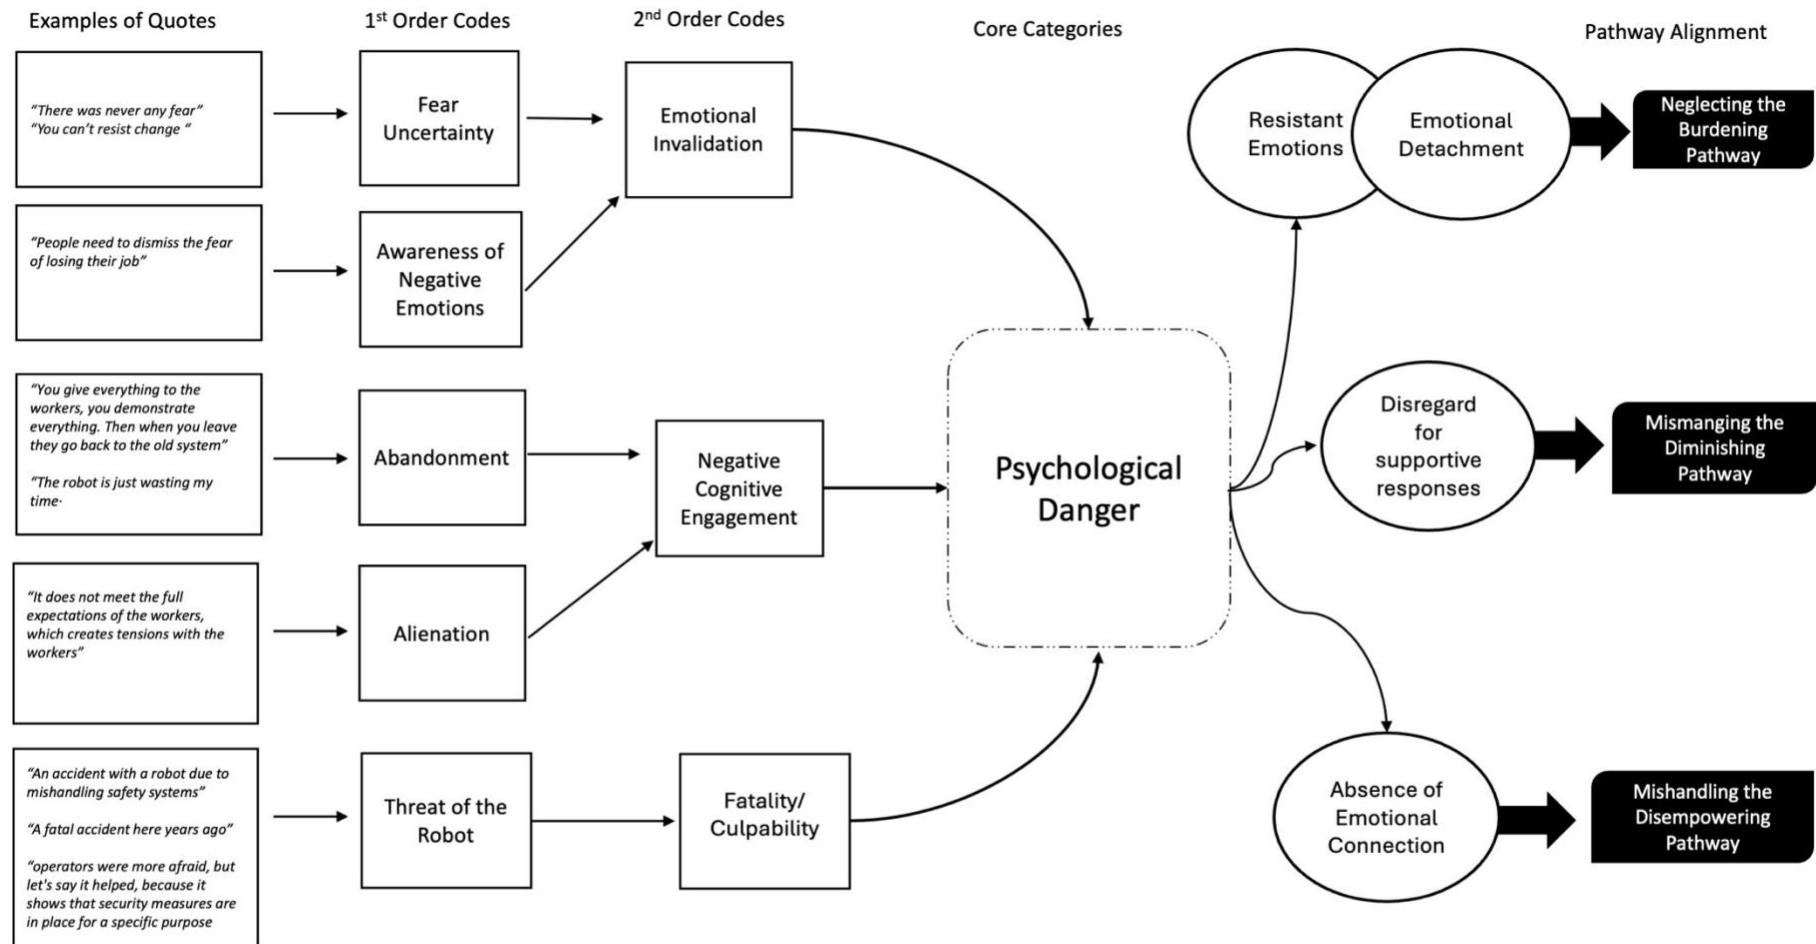 Examples of Quotes
1st Order Codes
2nd Order Codes
Core Categories
Pathway Alignment
“There was never any fear”
“You can’t resist change “
Fear
Uncertainty
Emotional
Invalidation
Resistant
Emotions
Emotional
Detachment
Neglecting the
Burdening
Pathway
“People need to dismiss the fear
of losing their job”
Awareness of
Negative
Emotions
“You give everything to the
workers, you demonstrate
everything. Then when you leave
they go back to the old system”
“The robot is just wasting my
time·
Abandonment
Negative
Cognitive
Engagement
Psychological
Danger
Disregard
for
supportive
responses
Mismanging the
Diminishing
Pathway
“It does not meet the full
expectations of the workers,
which creates tensions with the
workers”
Alienation
“An accident with a robot due to
mishandling safety systems”
“A fatal accident here years ago”
“operators were more afraid, but
let's say it helped, because it
shows that security measures are
in place for a specific purpose
Threat of the
Robot
Fatality/
Culpability
Absence of
Emotional
Connection
Mishandling the
Disempowering
Pathway